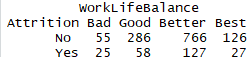 WorkLifeBalance
Attrition Bad Good Better Best
No 55 286 766 126
Yes 25 58 127 27